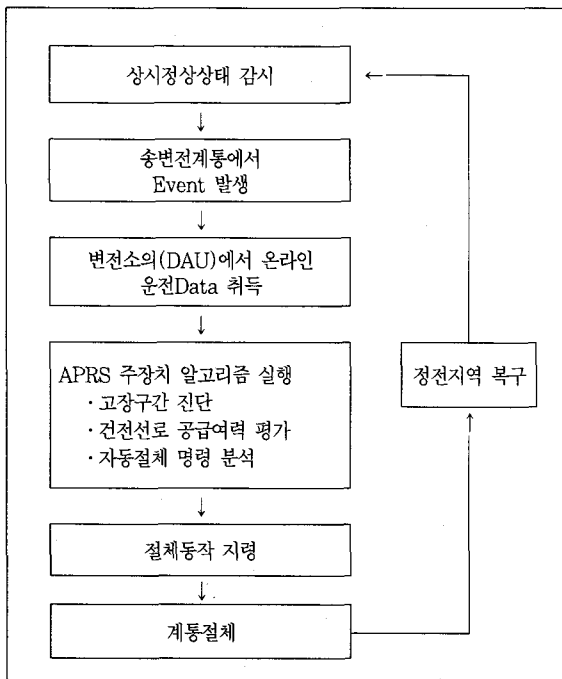 상시정상상태 감시
송변전계통에서
Event 발생
변전소의(DAU)에서 온라인
운전Data 취득
APRS 주장치 알고리즘 실행
· 고장구간 진단
· 건전선로 공급여력 평가
· 자동절체 명령 분석
정전지역 복구
절체동작 지령
계통절체